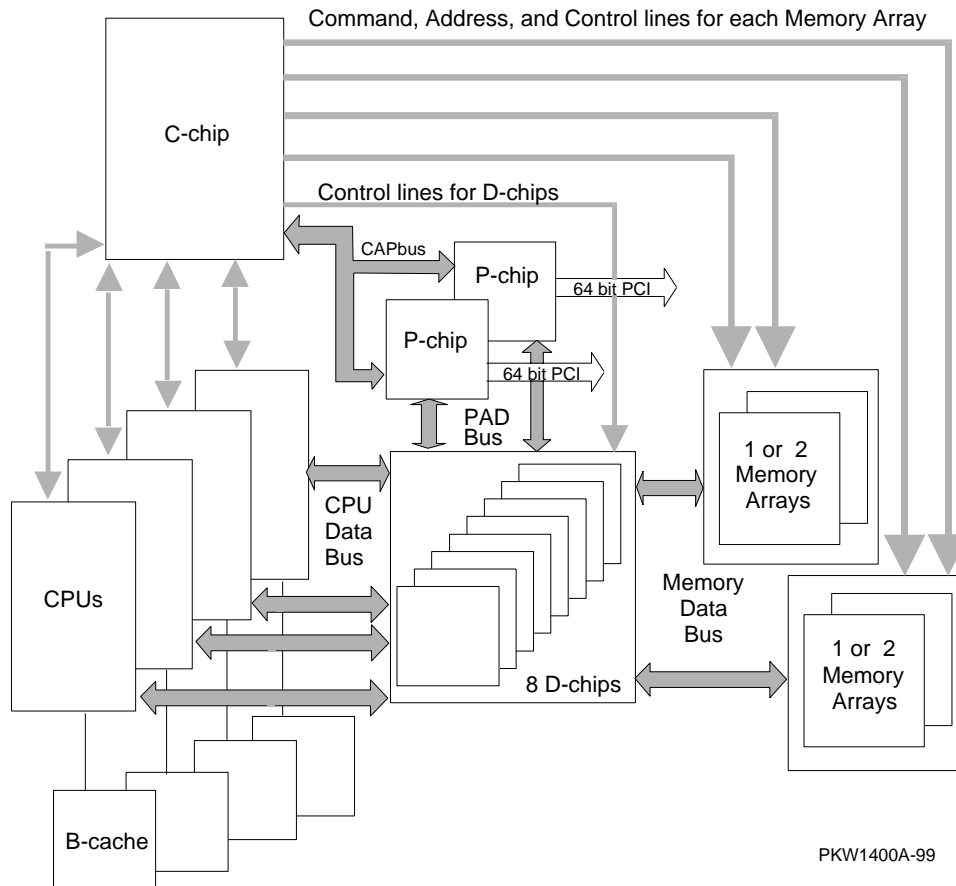 Command, Address, and Control lines for each Memory Array
C-chip
Control lines for D-chips
CAPbus
P-chip
64 bit PCI
P-chip
64 bit PCI
PAD
Bus
1 or 2
Memory
Arrays
CPU
Data
Bus
CPUs
Memory
Data
Bus
1 or 2
Memory
Arrays
8 D-chips
B-cache
PKW1400A-99